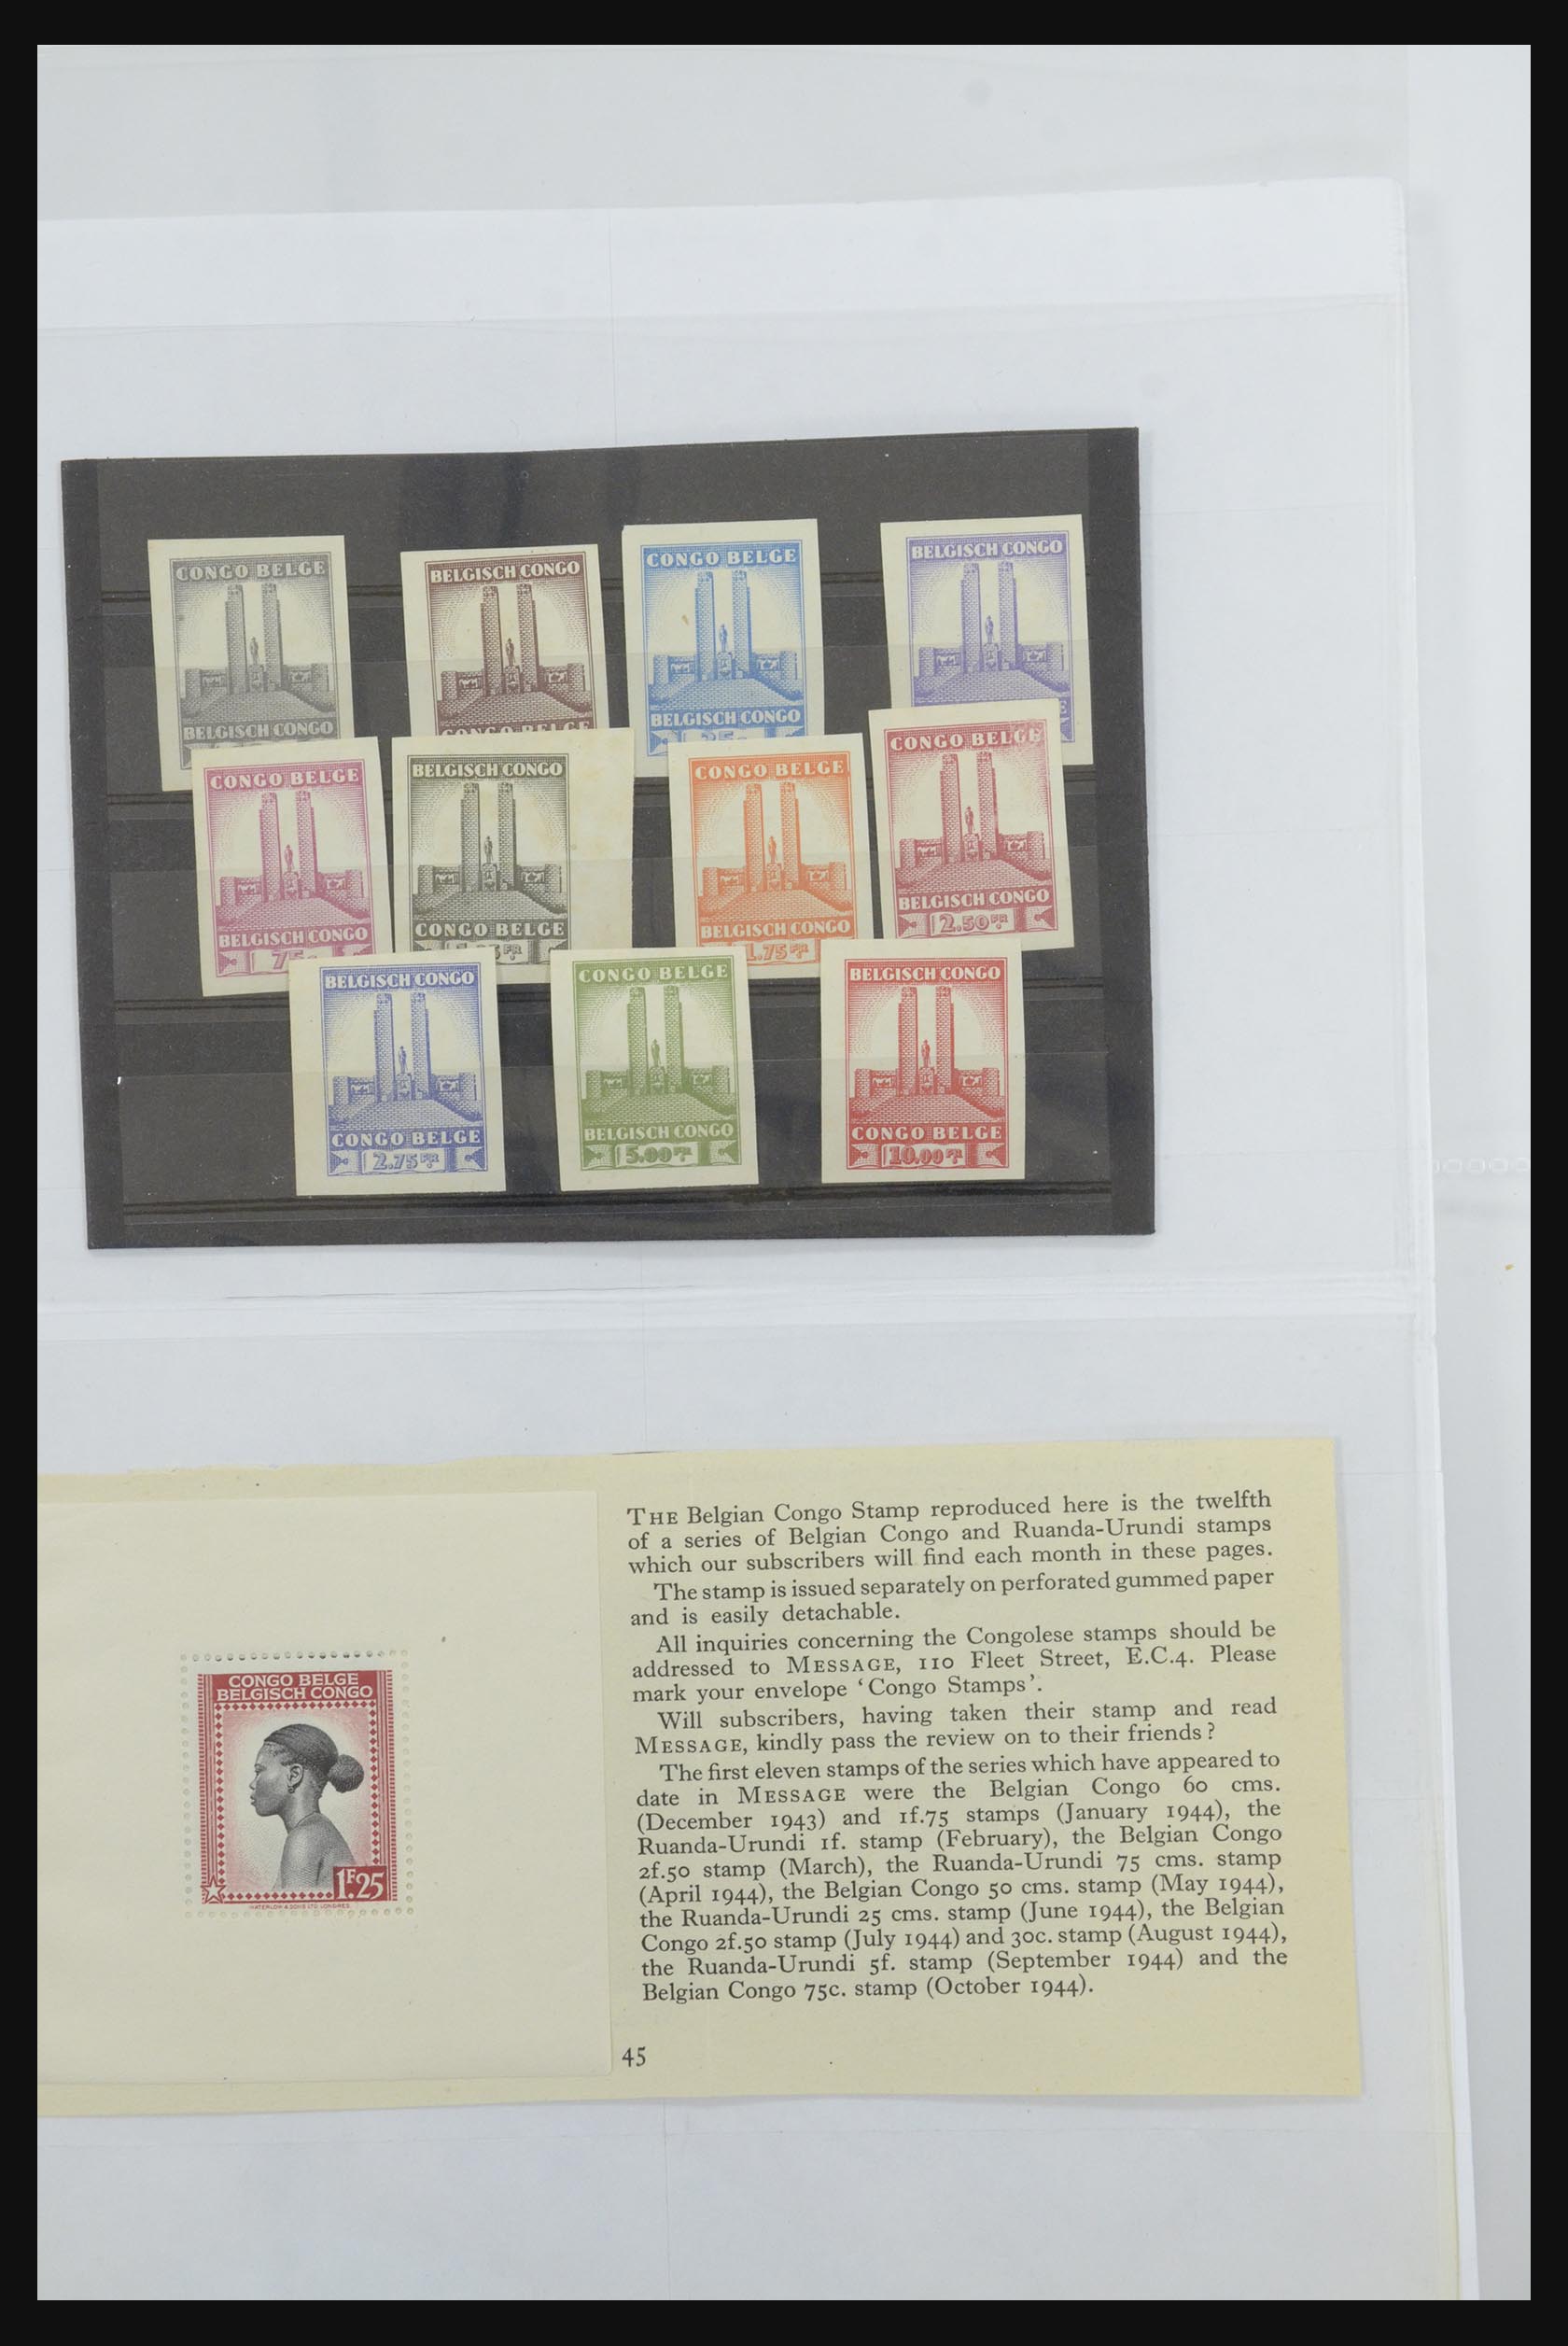 CONGO BELGE
BELGISCH CONGO
BELGISCH CONGO
CONGO BELGE
CONGO BELGE
BELGISCH CONGO
BELGISCH CONGO
CONGO BELGE
BELGISCH CONGO
75c
BELGISCH CONGO
CONGO BELGE
CONGO BELGE
BELGISCH CONGO
1.75 FR
CONGO BELGE
BELGISCH CONGO
2.50 FR
BELGISCH CONGO
CONGO BELGE
2.75 FR
CONGO BELGE
BELGISCH CONGO
5.00 FR
BELGISCH CONGO
CONGO BELGE
10.00 FR
CONGO BELGE
BELGISCH CONGO
1F.25
WATERLOW & SONS LTD. LONDRES.
THE Belgian Congo Stamp reproduced here is the twelfth
of a series of Belgian Congo and Ruanda-Urundi stamps
which our subscribers will find each month in these pages.
The stamp is issued separately on perforated gummed paper
and is easily detachable.
All inquiries concerning the Congolese stamps should be
addressed to MESSAGE, 110 Fleet Street, E.C.4. Please
mark your envelope ‘Congo Stamps’.
Will subscribers, having taken their stamp and read
MESSAGE, kindly pass the review on to their friends?
The first eleven stamps of the series which have appeared to
date in MESSAGE were the Belgian Congo 60 cms.
(December 1943) and 1f.75 stamps (January 1944), the
Ruanda-Urundi 1f. stamp (February), the Belgian Congo
2f.50 stamp (March), the Ruanda-Urundi 75 cms. stamp
(April 1944), the Belgian Congo 50 cms. stamp (May 1944),
the Ruanda-Urundi 25 cms. stamp (June 1944), the Belgian
Congo 2f.50 stamp (July 1944) and 30c. stamp (August 1944),
the Ruanda-Urundi 5f. stamp (September 1944) and the
Belgian Congo 75c. stamp (October 1944).
45